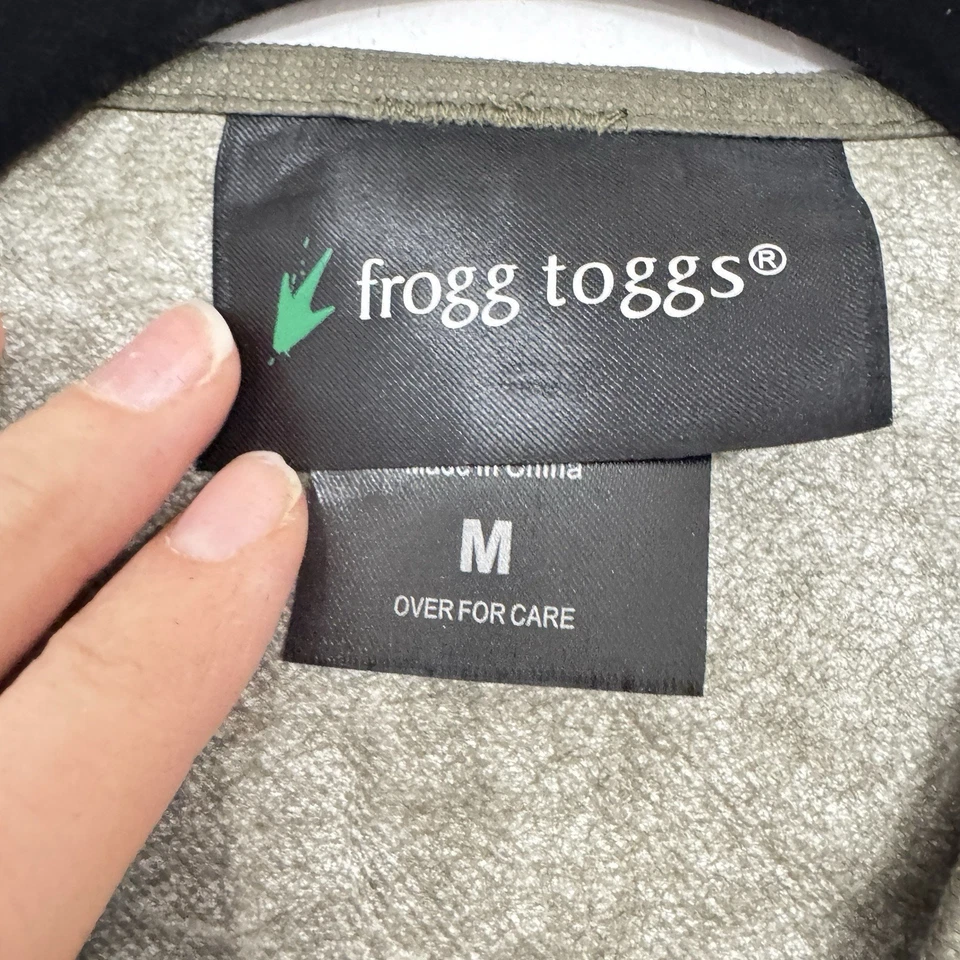 frogg toggs®
Made in China
M
OVER FOR CARE